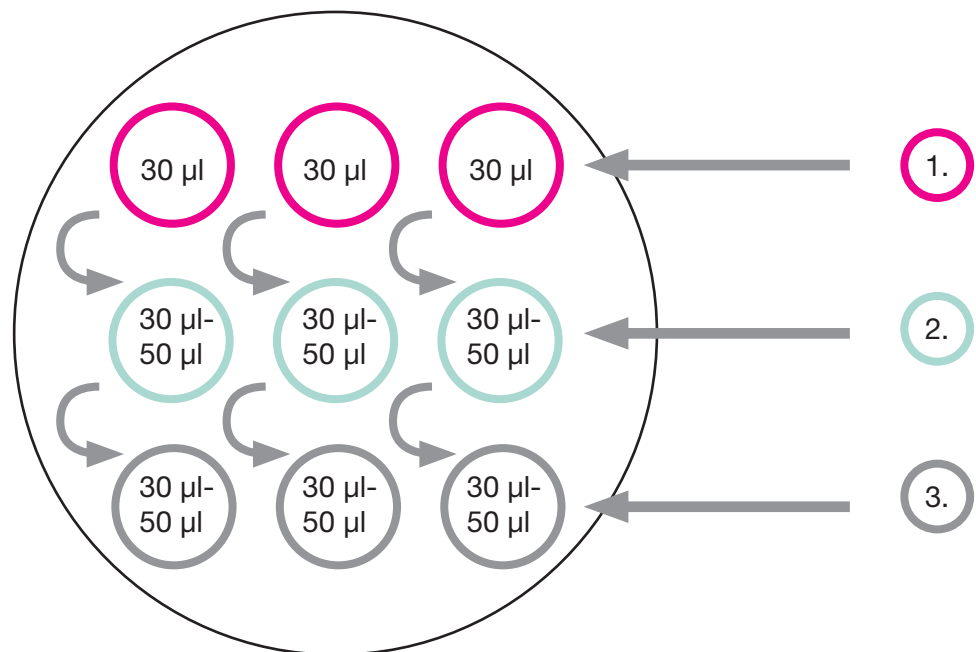 30 µl 30 µl 30 µl 1.
30 µl- 30 µl- 30 µl- 2.
50 µl 50 µl 50 µl
30 µl- 30 µl- 30 µl- 3.
50 µl 50 µl 50 µl